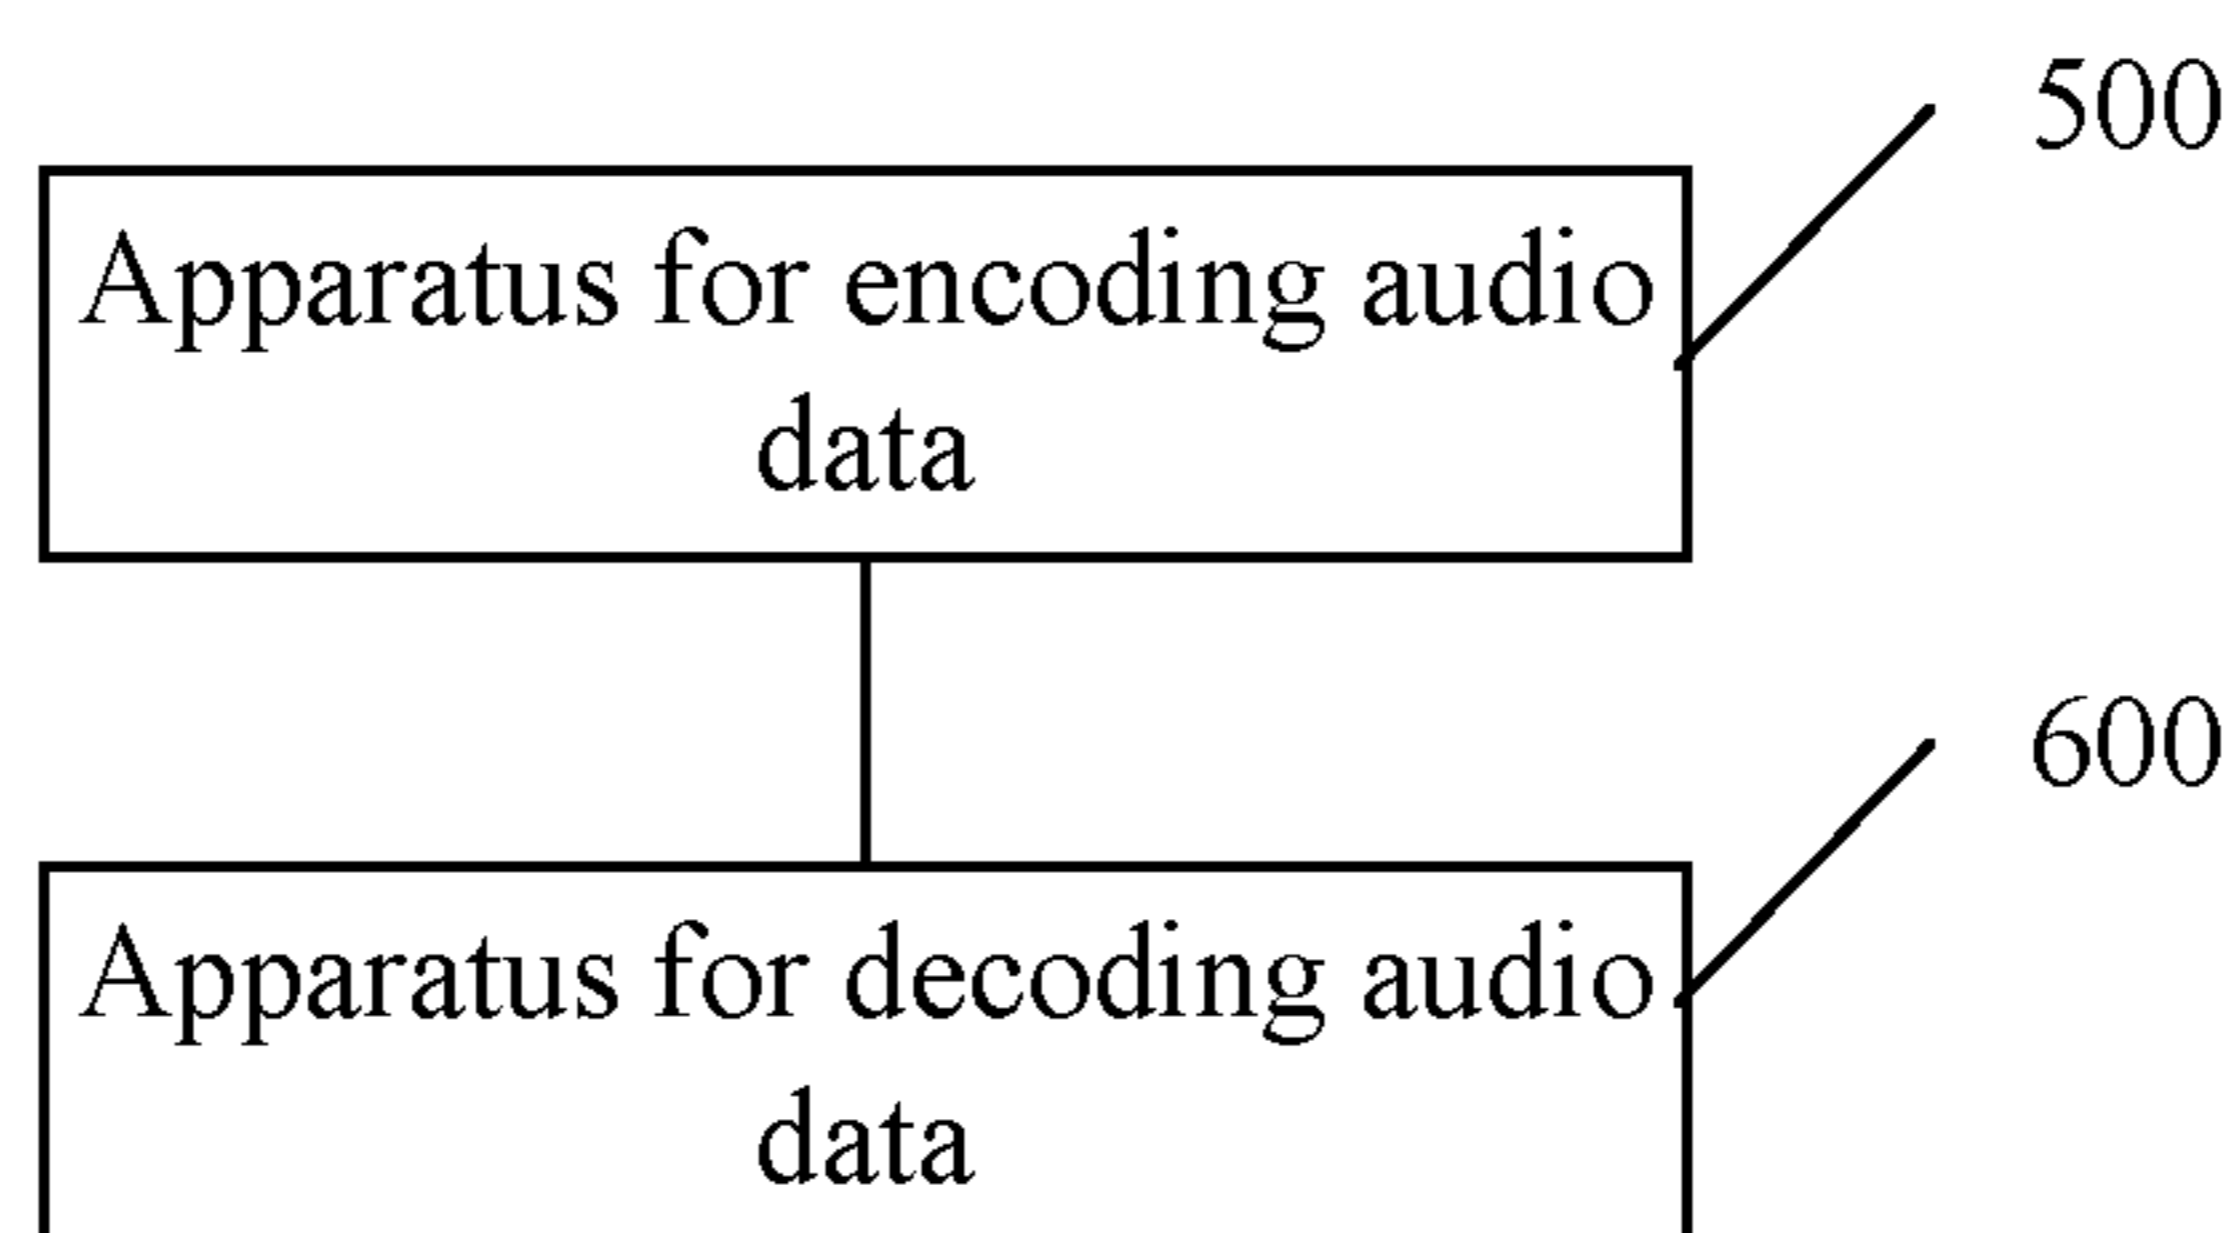 500
Apparatus for encoding audio
data
600
Apparatus for decoding audio
data